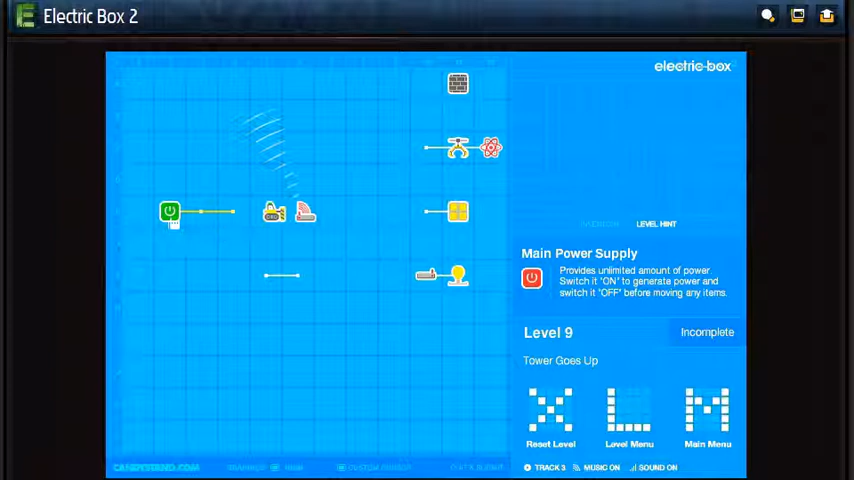 Electric Box 2
electric-box
LEVEL HINT
Main Power Supply
Provides unlimited amount of power.
Switch it 'ON' to generate power and
switch it 'OFF' before moving any items.
Level 9
Incomplete
Tower Goes Up
Reset Level
Level Menu
Main Menu
CANDYSTAND.COM
TRACK 3
MUSIC ON
SOUND ON